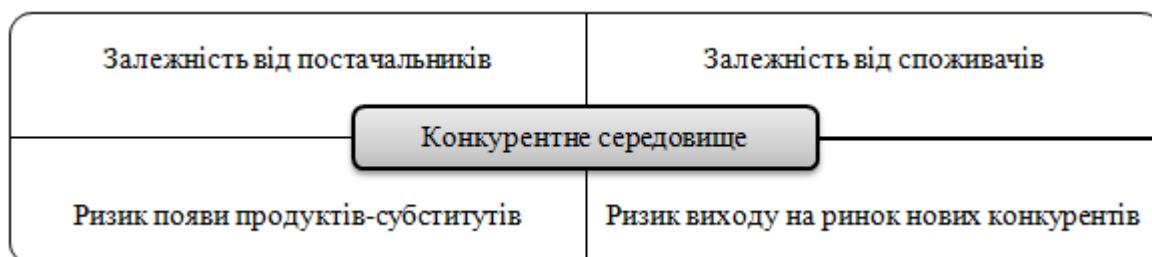 Залежність від постачальників
Залежність від споживачів
Конкурентне середовище
Ризик появи продуктів-субститутів
Ризик виходу на ринок нових конкурентів